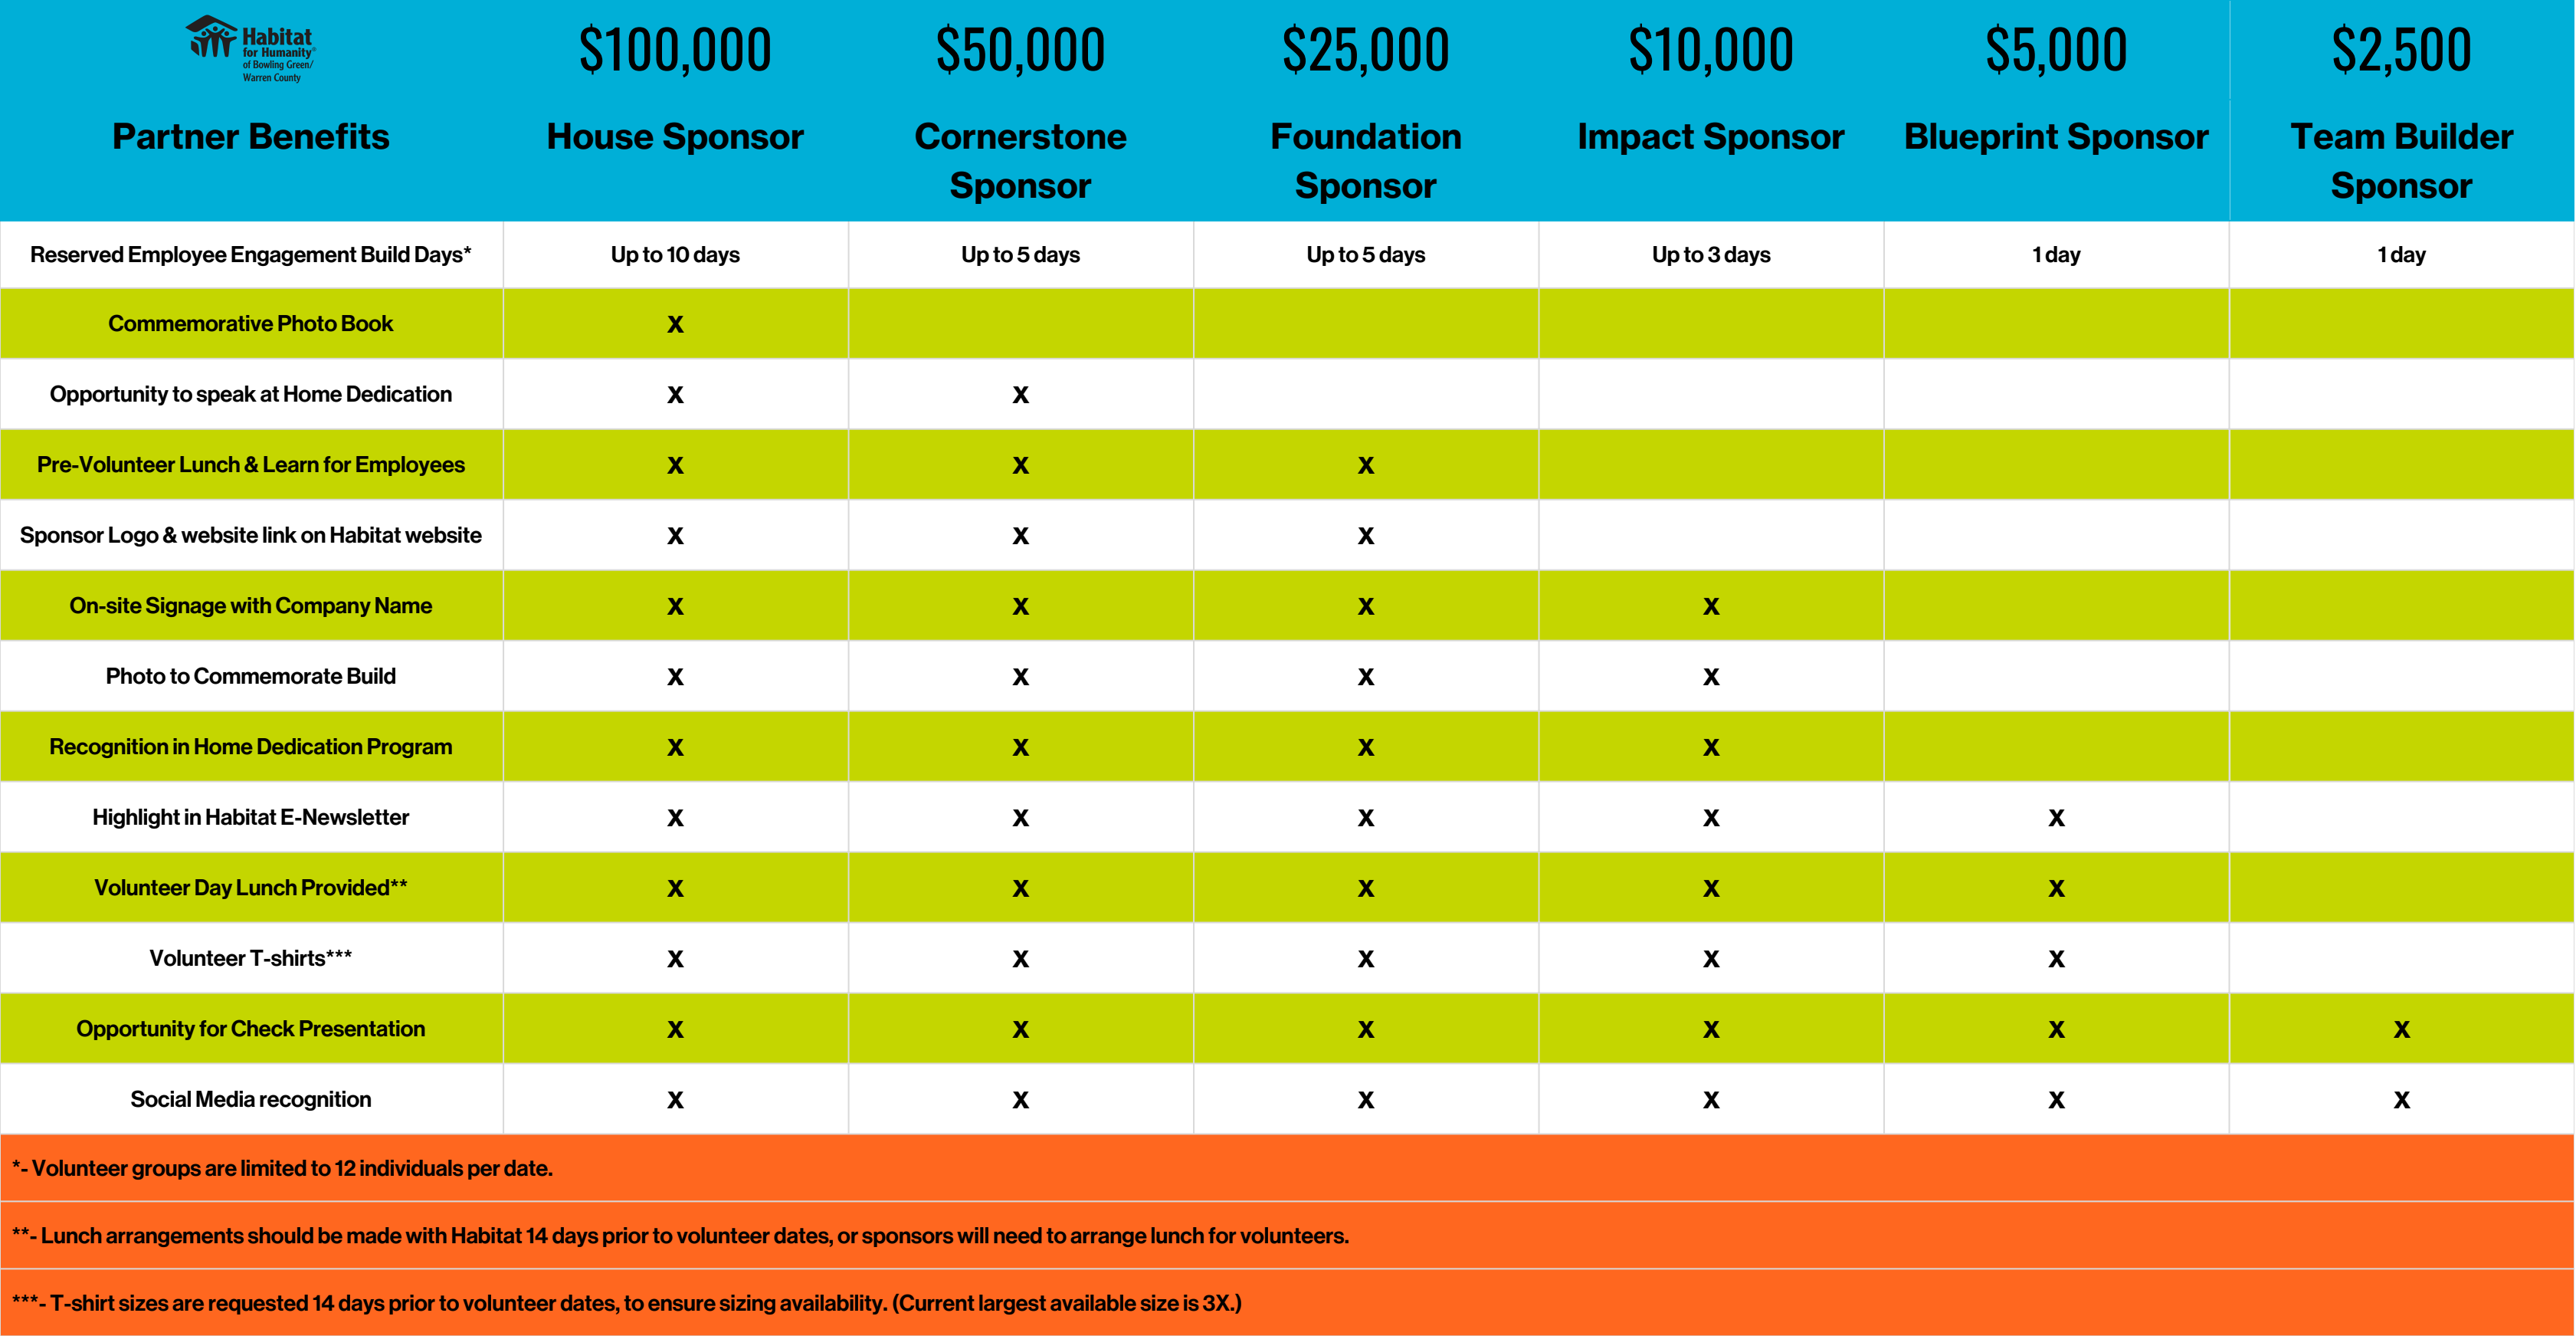 Habitat
for Humanity®
of Bowling Green/
Warren County
$100,000 $50,000 $25,000 $10,000 $5,000 $2,500
Partner Benefits House Sponsor Cornerstone Sponsor Foundation Sponsor Impact Sponsor Blueprint Sponsor Team Builder Sponsor
Reserved Employee Engagement Build Days* Up to 10 days Up to 5 days Up to 5 days Up to 3 days 1 day 1 day
Commemorative Photo Book X
Opportunity to speak at Home Dedication X X
Pre-Volunteer Lunch & Learn for Employees X X X
Sponsor Logo & website link on Habitat website X X X
On-site Signage with Company Name X X X X
Photo to Commemorate Build X X X X
Recognition in Home Dedication Program X X X X
Highlight in Habitat E-Newsletter X X X X X
Volunteer Day Lunch Provided** X X X X X
Volunteer T-shirts*** X X X X X
Opportunity for Check Presentation X X X X X X
Social Media recognition X X X X X X
*- Volunteer groups are limited to 12 individuals per date.
**- Lunch arrangements should be made with Habitat 14 days prior to volunteer dates, or sponsors will need to arrange lunch for volunteers.
***- T-shirt sizes are requested 14 days prior to volunteer dates, to ensure sizing availability. (Current largest available size is 3X.)